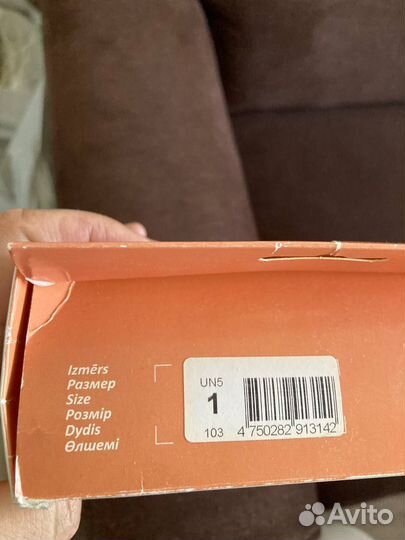 Izmērs
Размер
Size
Розмір
Dydis
Өлшемі
UN5
1
103
4 750282 913142
Avito